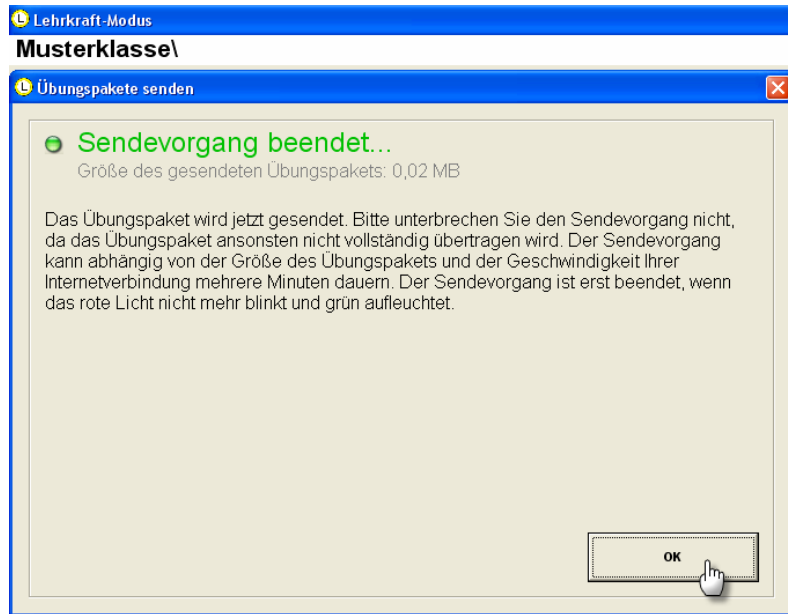 Lehrkraft-Modus
Musterklasse\
Übungspakete senden
Sendevorgang beendet...
Größe des gesendeten Übungspakets: 0,02 MB
Das Übungspaket wird jetzt gesendet. Bitte unterbrechen Sie den Sendevorgang nicht,
da das Übungspaket ansonsten nicht vollständig übertragen wird. Der Sendevorgang
kann abhängig von der Größe des Übungspakets und der Geschwindigkeit Ihrer
Internetverbindung mehrere Minuten dauern. Der Sendevorgang ist erst beendet, wenn
das rote Licht nicht mehr blinkt und grün aufleuchtet.
OK